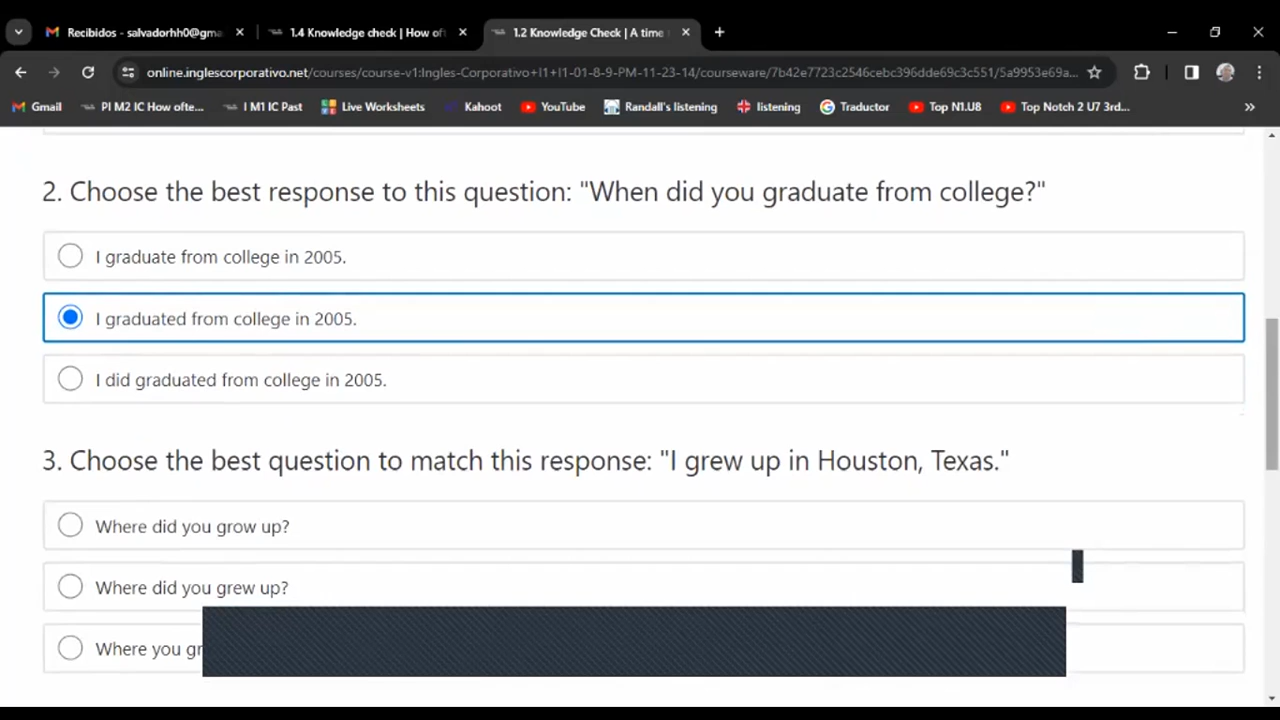 Recibidos - salvadorhh0@gma
1.4 Knowledge check | How of
1.2 Knowledge Check | A time
online.inglescorporativo.net/courses/course-v1:Ingles-Corporativo+I1+I1-01-8-9-PM-11-23-14/courseware/7b42e7723c2546cebc396dde69c3c551/5a9953e69a...
Gmail
PI M2 IC How ofte...
I M1 IC Past
Live Worksheets
Kahoot
YouTube
Randall's listening
listening
Traductor
Top N1.U8
Top Notch 2 U7 3rd...
2. Choose the best response to this question: "When did you graduate from college?"
I graduate from college in 2005.
I graduated from college in 2005.
I did graduated from college in 2005.
3. Choose the best question to match this response: "I grew up in Houston, Texas."
Where did you grow up?
Where did you grew up?
Where you gr